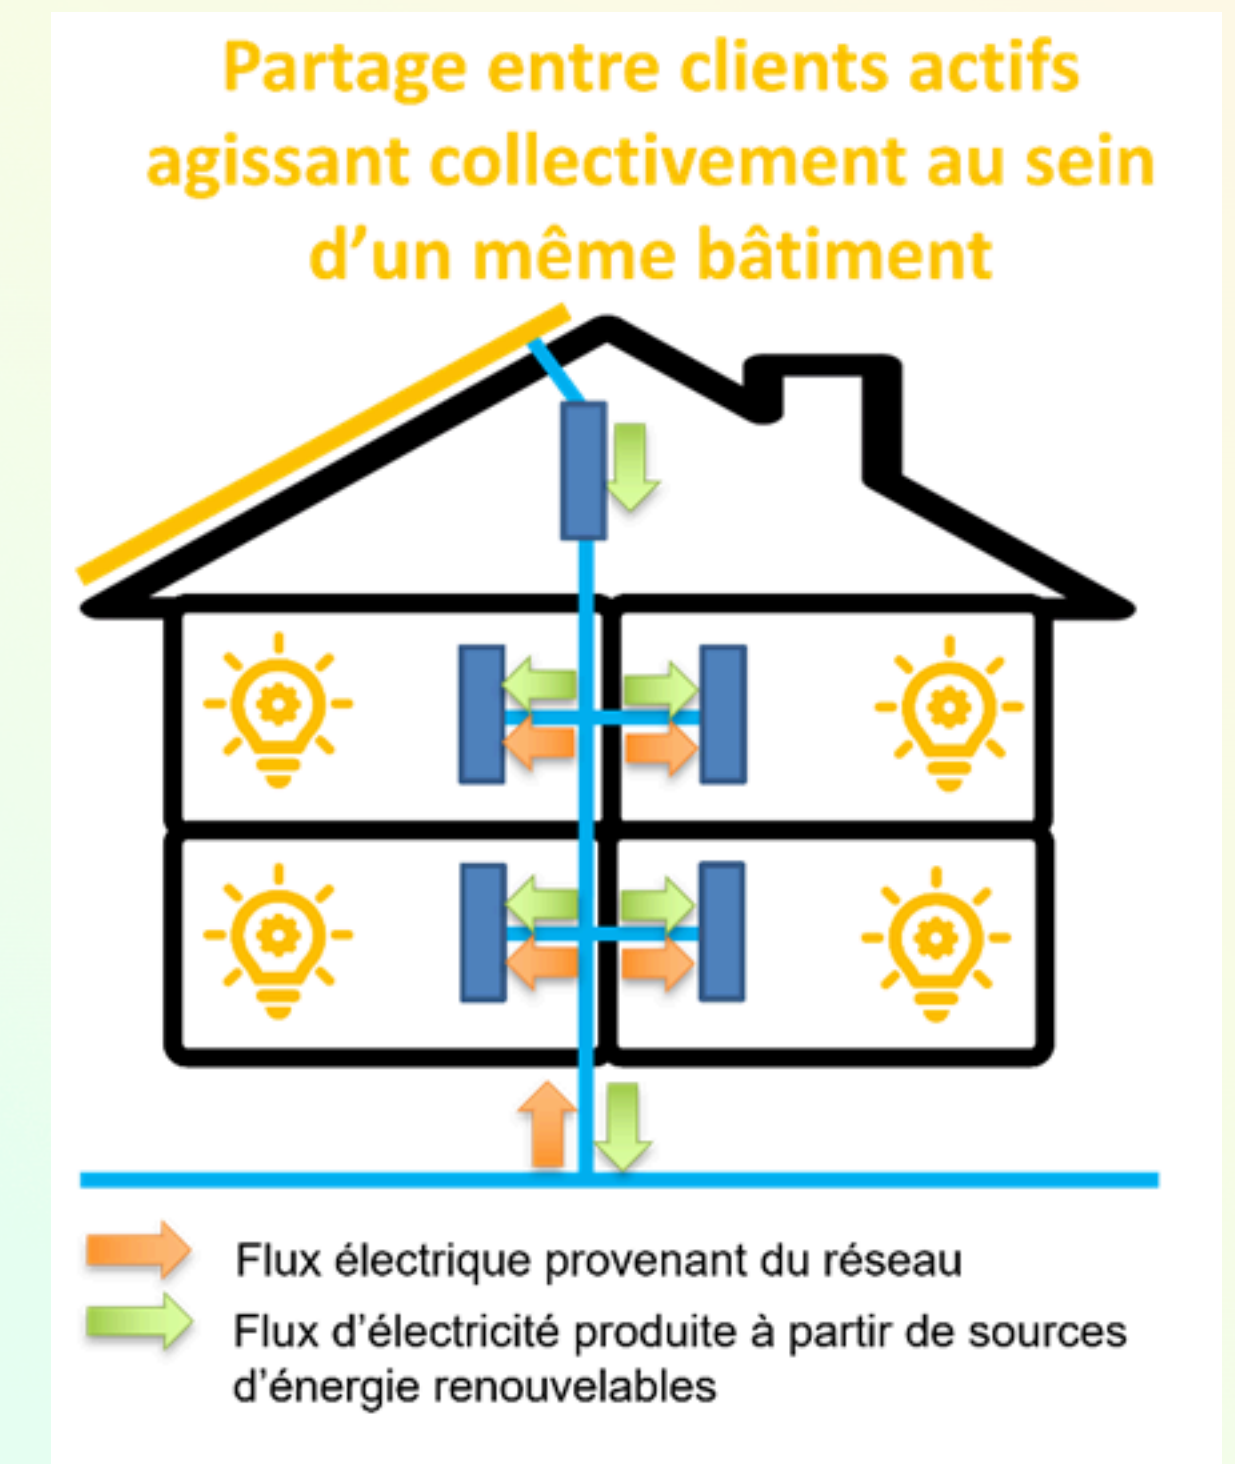 Partage entre clients actifs
agissant collectivement au sein
d’un même bâtiment
Flux électrique provenant du réseau
Flux d’électricité produite à partir de sources
d’énergie renouvelables